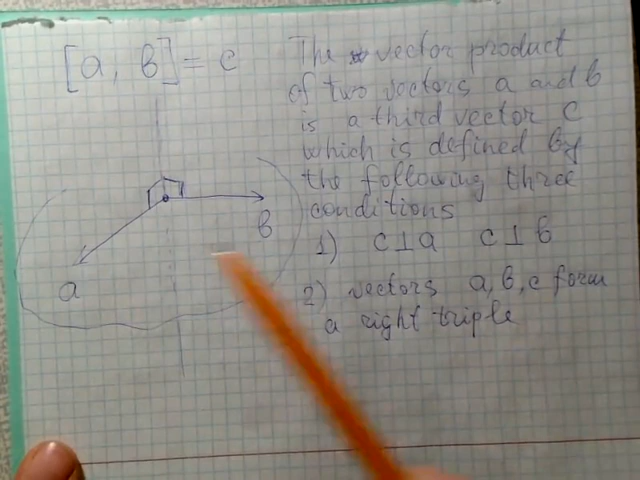 [a, b] = c
The vector product
of two vectors a and b
is a third vector c
which is defined by
the following three
conditions
1) c⊥a c⊥b
2) vectors a, b, c form
a right triple
b
a